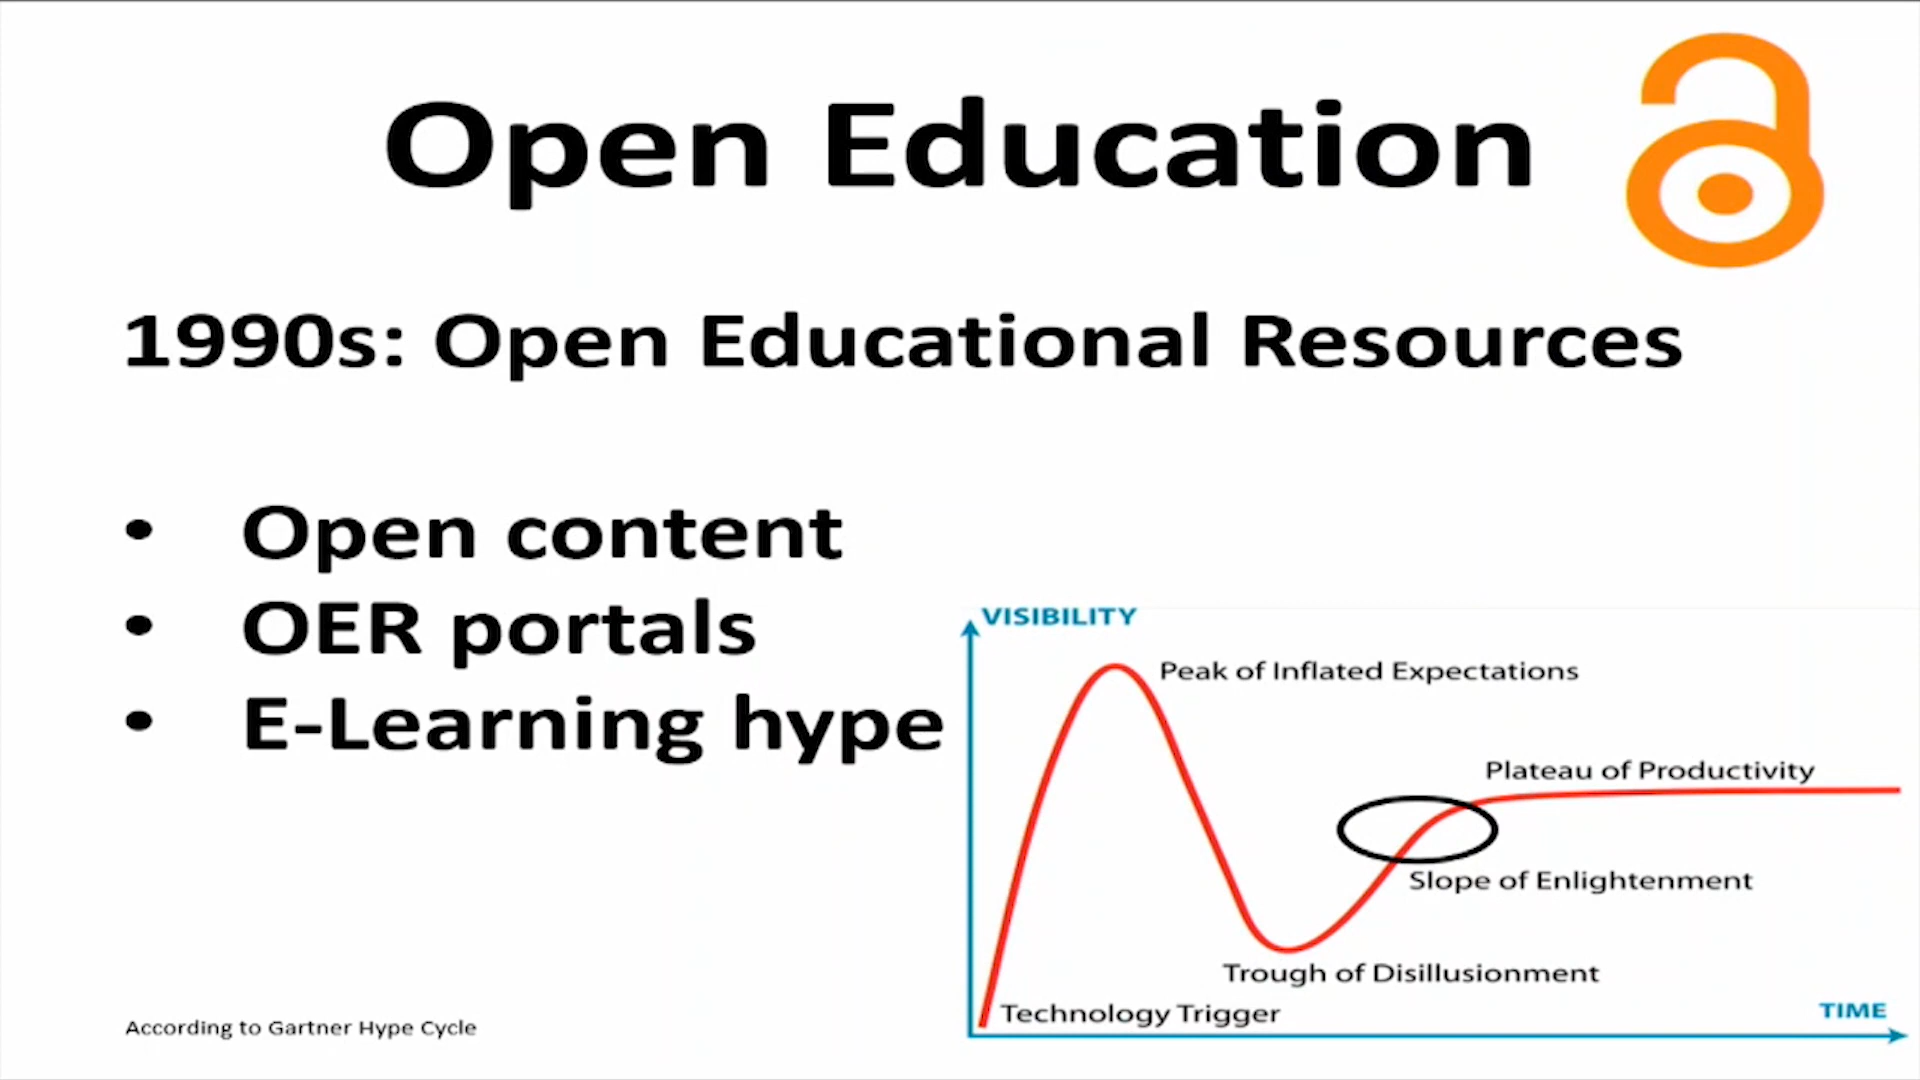 Open Education
1990s: Open Educational Resources
• Open content
• OER portals
• E-Learning hype
VISIBILITY
Peak of Inflated Expectations
Plateau of Productivity
Slope of Enlightenment
Trough of Disillusionment
Technology Trigger
TIME
According to Gartner Hype Cycle